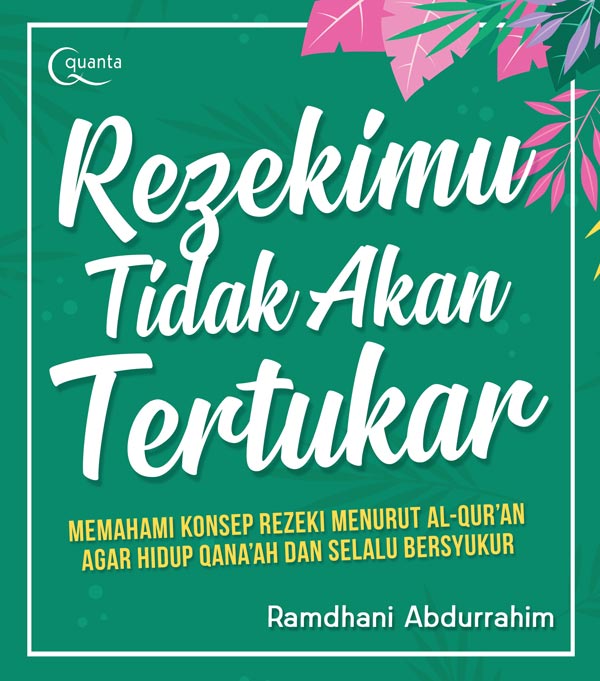 quanta
Rezekimu
Tidak Akan
Tertukar
MEMAHAMI KONSEP REZEKI MENURUT AL-QUR'AN
AGAR HIDUP QANA'AH DAN SELALU BERSYUKUR
Ramdhani Abdurrahim